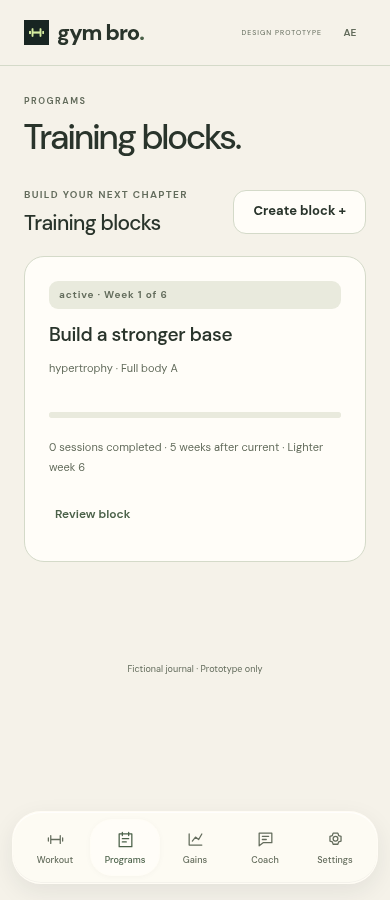 gym bro.
DESIGN PROTOTYPE
AE
PROGRAMS
Training blocks.
BUILD YOUR NEXT CHAPTER
Training blocks
Create block +
active · Week 1 of 6
Build a stronger base
hypertrophy · Full body A
0 sessions completed · 5 weeks after current · Lighter
week 6
Review block
Fictional journal · Prototype only
Workout
Programs
Gains
Coach
Settings